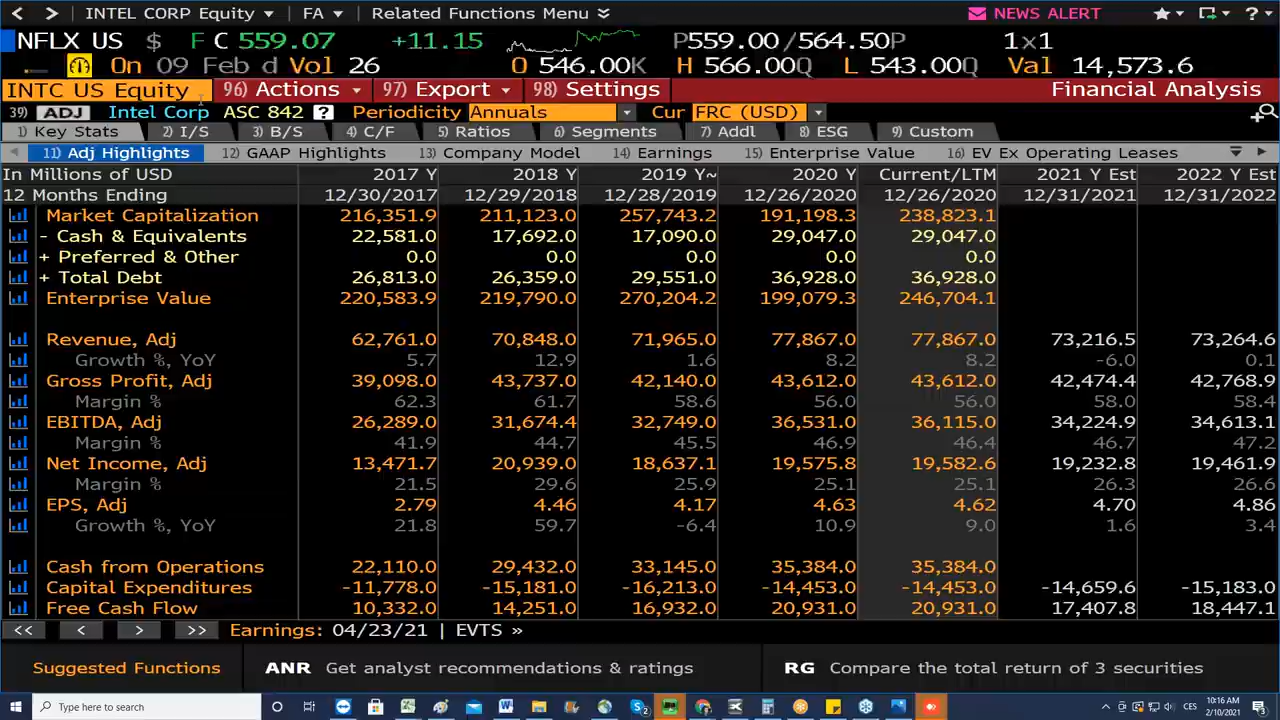 INTEL CORP Equity FA Related Functions Menu NEWS ALERT ?
NFLX US $ F C 559.07 +11.15 P559.00/564.50P 1x1
On 09 Feb d Vol 26 O 546.00K H 566.00Q L 543.00Q Val 14,573.6
INTC US Equity 96) Actions 97) Export 98) Settings Financial Analysis
39) ADJ Intel Corp ASC 842 ? Periodicity Annuals Cur FRC (USD)
1) Key Stats 2) I/S 3) B/S 4) C/F 5) Ratios 6) Segments 7) Addl 8) ESG 9) Custom
11) Adj Highlights 12) GAAP Highlights 13) Company Model 14) Earnings 15) Enterprise Value 16) EV Ex Operating Leases
In Millions of USD 2017 Y 2018 Y 2019 Y~ 2020 Y Current/LTM 2021 Y Est 2022 Y Est
12 Months Ending 12/30/2017 12/29/2018 12/28/2019 12/26/2020 12/26/2020 12/31/2021 12/31/2022
Market Capitalization 216,351.9 211,123.0 257,743.2 191,198.3 238,823.1
- Cash & Equivalents 22,581.0 17,692.0 17,090.0 29,047.0 29,047.0
+ Preferred & Other 0.0 0.0 0.0 0.0 0.0
+ Total Debt 26,813.0 26,359.0 29,551.0 36,928.0 36,928.0
Enterprise Value 220,583.9 219,790.0 270,204.2 199,079.3 246,704.1
Revenue, Adj 62,761.0 70,848.0 71,965.0 77,867.0 77,867.0 73,216.5 73,264.6
Growth %, YoY 5.7 12.9 1.6 8.2 8.2 -6.0 0.1
Gross Profit, Adj 39,098.0 43,737.0 42,140.0 43,612.0 43,612.0 42,474.4 42,768.9
Margin % 62.3 61.7 58.6 56.0 56.0 58.0 58.4
EBITDA, Adj 26,289.0 31,674.4 32,749.0 36,531.0 36,115.0 34,224.9 34,613.1
Margin % 41.9 44.7 45.5 46.9 46.4 46.7 47.2
Net Income, Adj 13,471.7 20,939.0 18,637.1 19,575.8 19,582.6 19,232.8 19,461.9
Margin % 21.5 29.6 25.9 25.1 25.1 26.3 26.6
EPS, Adj 2.79 4.46 4.17 4.63 4.62 4.70 4.86
Growth %, YoY 21.8 59.7 -6.4 10.9 9.0 1.6 3.4
Cash from Operations 22,110.0 29,432.0 33,145.0 35,384.0 35,384.0
Capital Expenditures -11,778.0 -15,181.0 -16,213.0 -14,453.0 -14,453.0 -14,659.6 -15,183.0
Free Cash Flow 10,332.0 14,251.0 16,932.0 20,931.0 20,931.0 17,407.8 18,447.1
<< < > >> Earnings: 04/23/21 | EVTS »
Suggested Functions ANR Get analyst recommendations & ratings RG Compare the total return of 3 securities
Type here to search CES 10:16 AM
2/10/2021